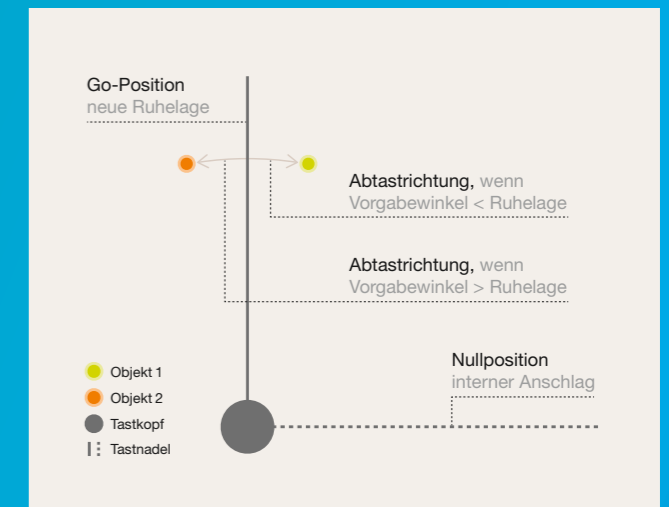 Go-Position
neue Ruhelage
Abtastrichtung, wenn
Vorgabewinkel < Ruhelage
Abtastrichtung, wenn
Vorgabewinkel > Ruhelage
Nullposition
interner Anschlag
Objekt 1
Objekt 2
Tastkopf
Tastnadel